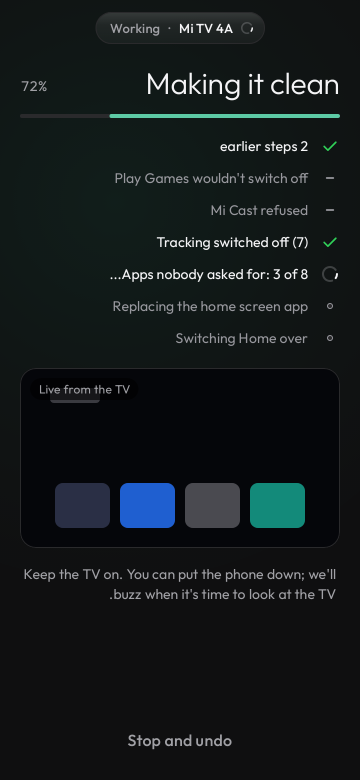 Working · Mi TV 4A
72%
Making it clean
earlier steps 2
Play Games wouldn't switch off
Mi Cast refused
Tracking switched off (7)
...Apps nobody asked for: 3 of 8
Replacing the home screen app
Switching Home over
Live from the TV
Keep the TV on. You can put the phone down; we'll
.buzz when it's time to look at the TV
Stop and undo